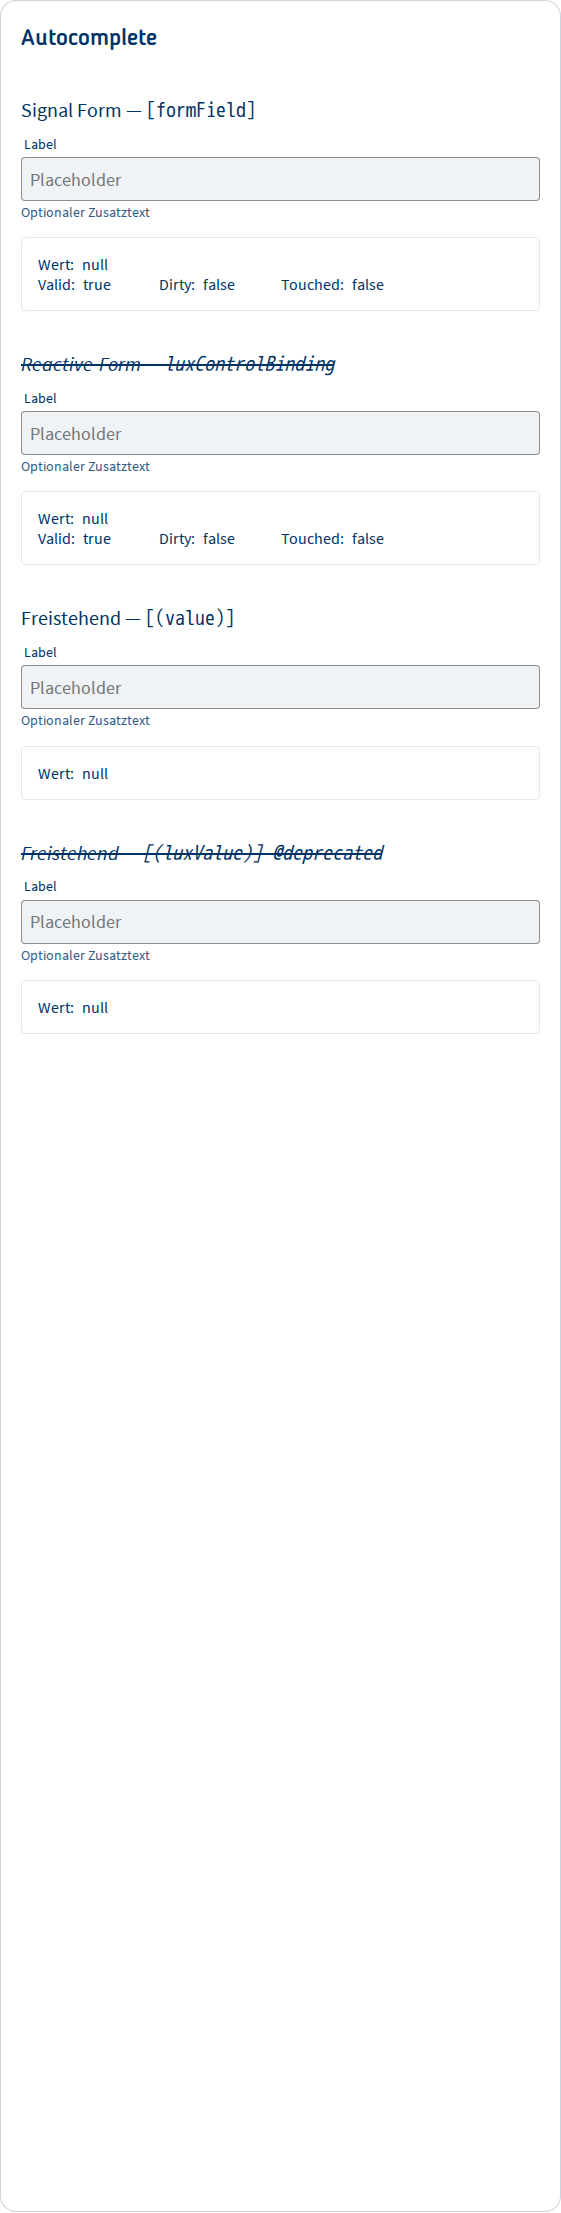 Autocomplete
Signal Form — [formField]
Label
Placeholder
Optionaler Zusatztext
Wert: null
Valid: true Dirty: false Touched: false
Reactive Form — luxControlBinding
Label
Placeholder
Optionaler Zusatztext
Wert: null
Valid: true Dirty: false Touched: false
Freistehend — [(value)]
Label
Placeholder
Optionaler Zusatztext
Wert: null
Freistehend — [(luxValue)] @deprecated
Label
Placeholder
Optionaler Zusatztext
Wert: null